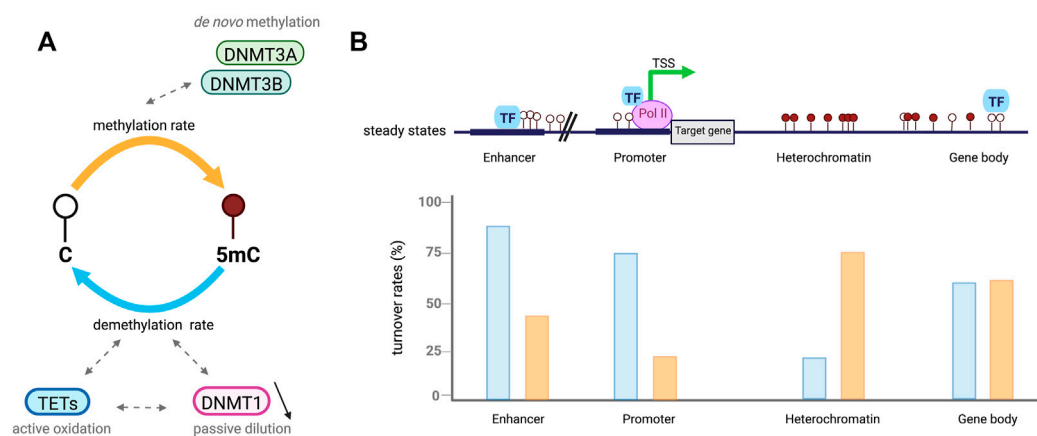 A
de novo methylation
DNMT3A
DNMT3B
methylation rate
C
5mC
demethylation rate
TETs
DNMT1
active oxidation
passive dilution
B
TSS
TF
TF
Pol II
TF
steady states
Target gene
Enhancer
Promoter
Heterochromatin
Gene body
turnover rates (%)
100
75
50
25
0
Enhancer
Promoter
Heterochromatin
Gene body